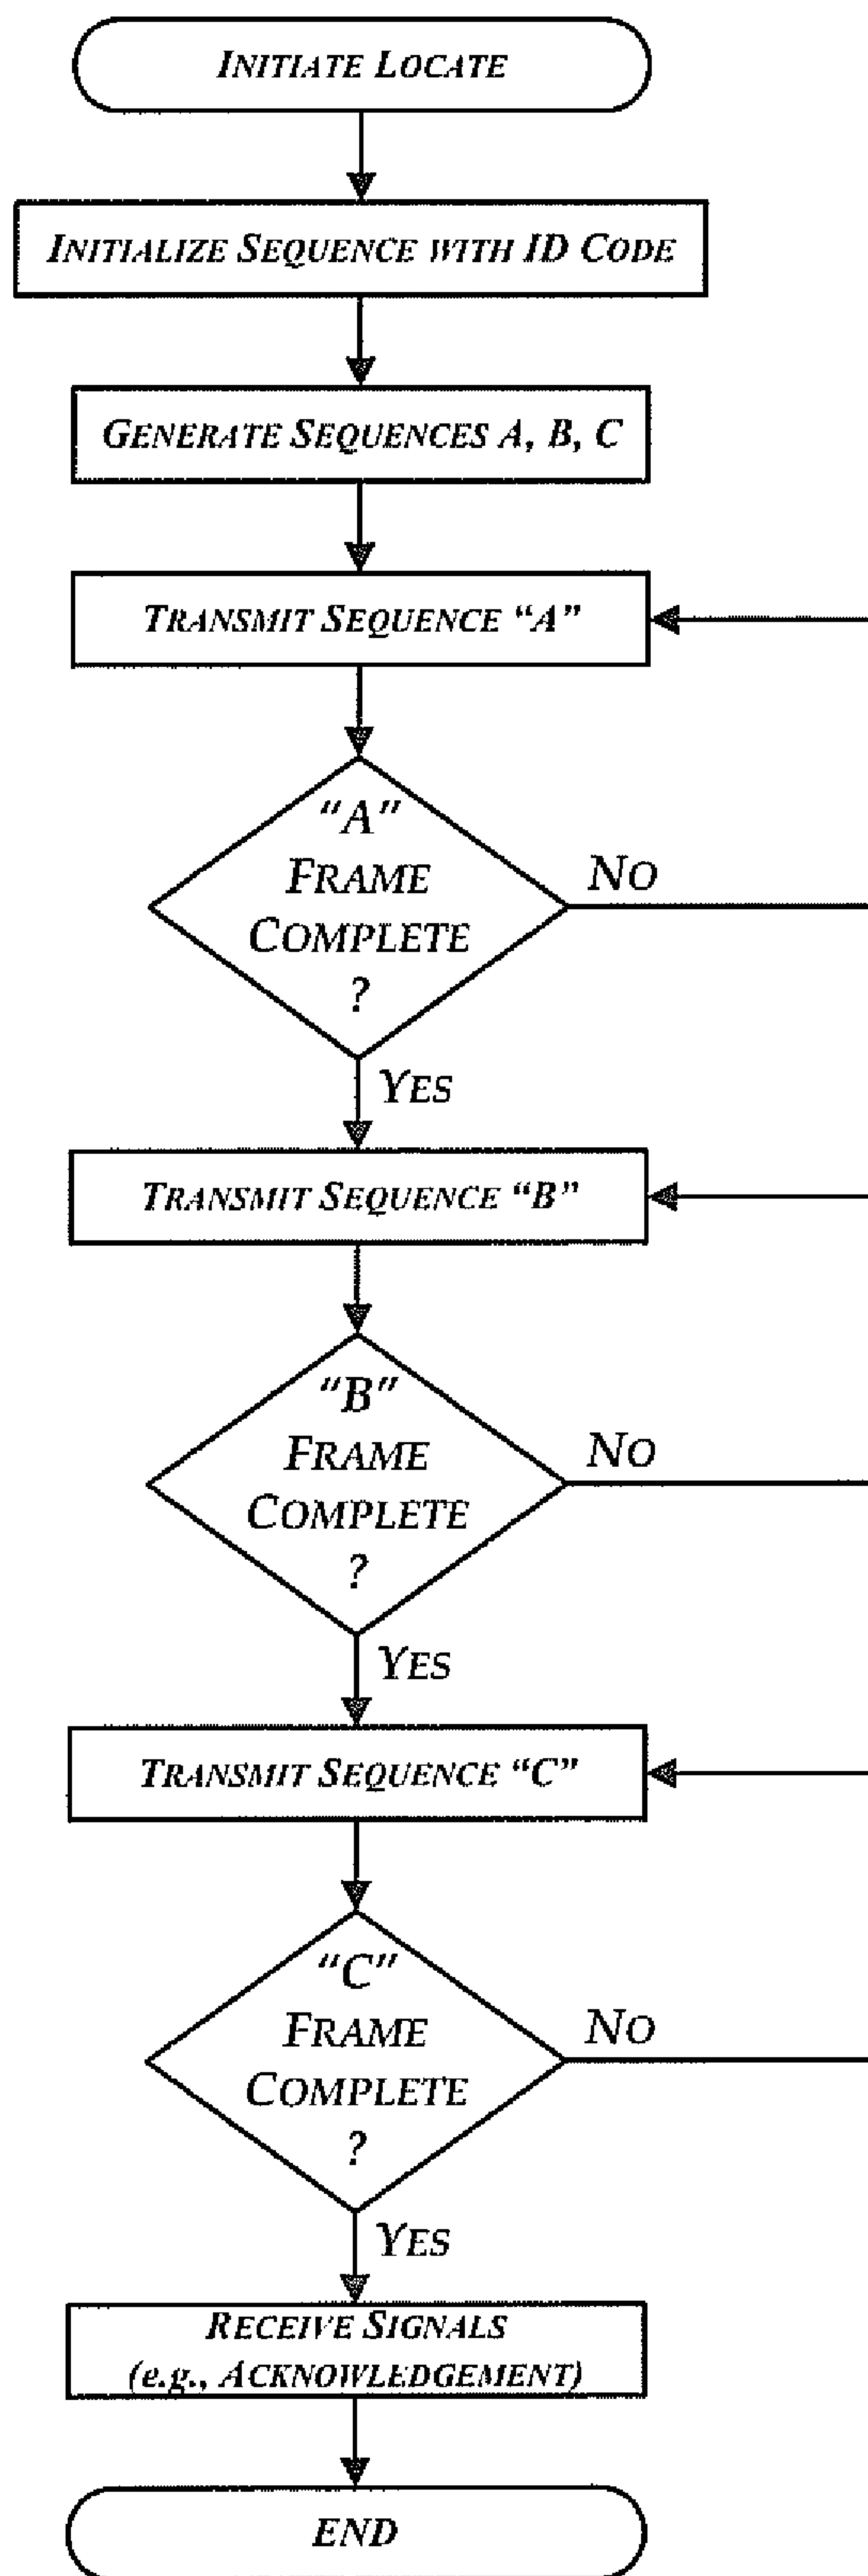 INITIATE LOCATE
INITIALIZE SEQUENCE WITH ID CODE
GENERATE SEQUENCES A, B, C
TRANSMIT SEQUENCE “A”
“A”
FRAME
COMPLETE
?
NO
YES
TRANSMIT SEQUENCE “B”
“B”
FRAME
COMPLETE
?
NO
YES
TRANSMIT SEQUENCE “C”
“C”
FRAME
COMPLETE
?
NO
YES
RECEIVE SIGNALS
(e.g., ACKNOWLEDGEMENT)
END